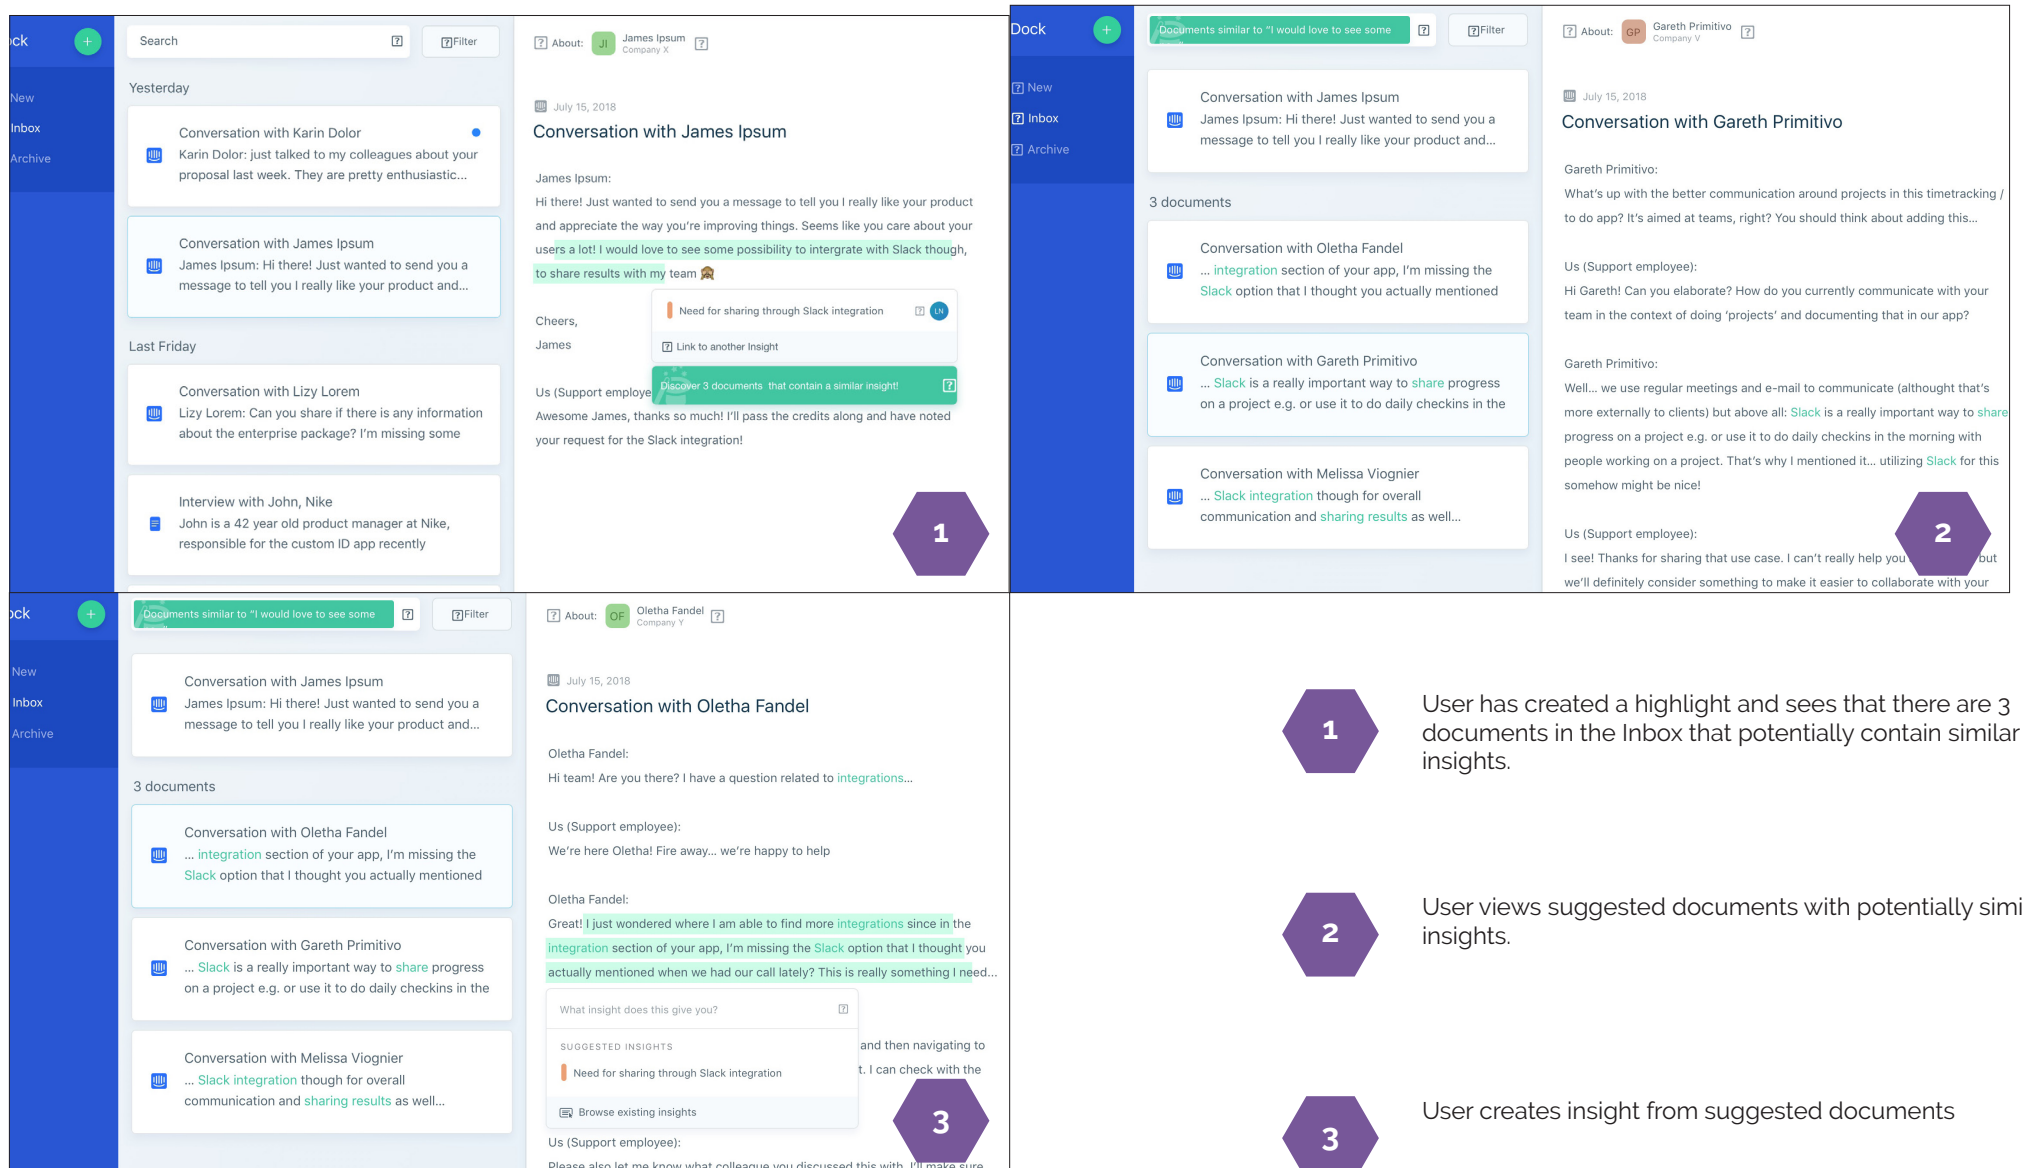 ock
+
New
Inbox
Archive
Search
Filter
Yesterday
Conversation with Karin Dolor
Karin Dolor: just talked to my colleagues about your
proposal last week. They are pretty enthusiastic...
Conversation with James Ipsum
James Ipsum: Hi there! Just wanted to send you a
message to tell you I really like your product and...
Last Friday
Conversation with Lizy Lorem
Lizy Lorem: Can you share if there is any information
about the enterprise package? I'm missing some
Interview with John, Nike
John is a 42 year old product manager at Nike,
responsible for the custom ID app recently
About:
JI
James Ipsum
Company X
July 15, 2018
Conversation with James Ipsum
James Ipsum:
Hi there! Just wanted to send you a message to tell you I really like your product
and appreciate the way you're improving things. Seems like you care about your
users a lot! I would love to see some possibility to intergrate with Slack though,
to share results with my team 🙈
Cheers,
James
Need for sharing through Slack integration
LN
Link to another Insight
Discover 3 documents that contain a similar insight!
Us (Support employe
Awesome James, thanks so much! I'll pass the credits along and have noted
your request for the Slack integration!
1
Dock
+
New
Inbox
Archive
Documents similar to "I would love to see some
Filter
Conversation with James Ipsum
James Ipsum: Hi there! Just wanted to send you a
message to tell you I really like your product and...
3 documents
Conversation with Oletha Fandel
... integration section of your app, I'm missing the
Slack option that I thought you actually mentioned
Conversation with Gareth Primitivo
... Slack is a really important way to share progress
on a project e.g. or use it to do daily checkins in the
Conversation with Melissa Viognier
... Slack integration though for overall
communication and sharing results as well...
About:
GP
Gareth Primitivo
Company V
July 15, 2018
Conversation with Gareth Primitivo
Gareth Primitivo:
What's up with the better communication around projects in this timetracking /
to do app? It's aimed at teams, right? You should think about adding this...
Us (Support employee):
Hi Gareth! Can you elaborate? How do you currently communicate with your
team in the context of doing 'projects' and documenting that in our app?
Gareth Primitivo:
Well... we use regular meetings and e-mail to communicate (althought that's
more externally to clients) but above all: Slack is a really important way to share
progress on a project e.g. or use it to do daily checkins in the morning with
people working on a project. That's why I mentioned it... utilizing Slack for this
somehow might be nice!
Us (Support employee):
I see! Thanks for sharing that use case. I can't really help you but
we'll definitely consider something to make it easier to collaborate with your
2
ock
+
New
Inbox
Archive
Documents similar to "I would love to see some
Filter
Conversation with James Ipsum
James Ipsum: Hi there! Just wanted to send you a
message to tell you I really like your product and...
3 documents
Conversation with Oletha Fandel
... integration section of your app, I'm missing the
Slack option that I thought you actually mentioned
Conversation with Gareth Primitivo
... Slack is a really important way to share progress
on a project e.g. or use it to do daily checkins in the
Conversation with Melissa Viognier
... Slack integration though for overall
communication and sharing results as well...
About:
OF
Oletha Fandel
Company Y
July 15, 2018
Conversation with Oletha Fandel
Oletha Fandel:
Hi team! Are you there? I have a question related to integrations...
Us (Support employee):
We're here Oletha! Fire away... we're happy to help
Oletha Fandel:
Great! I just wondered where I am able to find more integrations since in the
integration section of your app, I'm missing the Slack option that I thought you
actually mentioned when we had our call lately? This is really something I need...
What insight does this give you?
SUGGESTED INSIGHTS
Need for sharing through Slack integration
Browse existing insights
and then navigating to
t. I can check with the
Us (Support employee):
Please also let me know what colleague you discussed this with. I'll make sure
3
1
User has created a highlight and sees that there are 3
documents in the Inbox that potentially contain similar
insights.
2
User views suggested documents with potentially simi
insights.
3
User creates insight from suggested documents